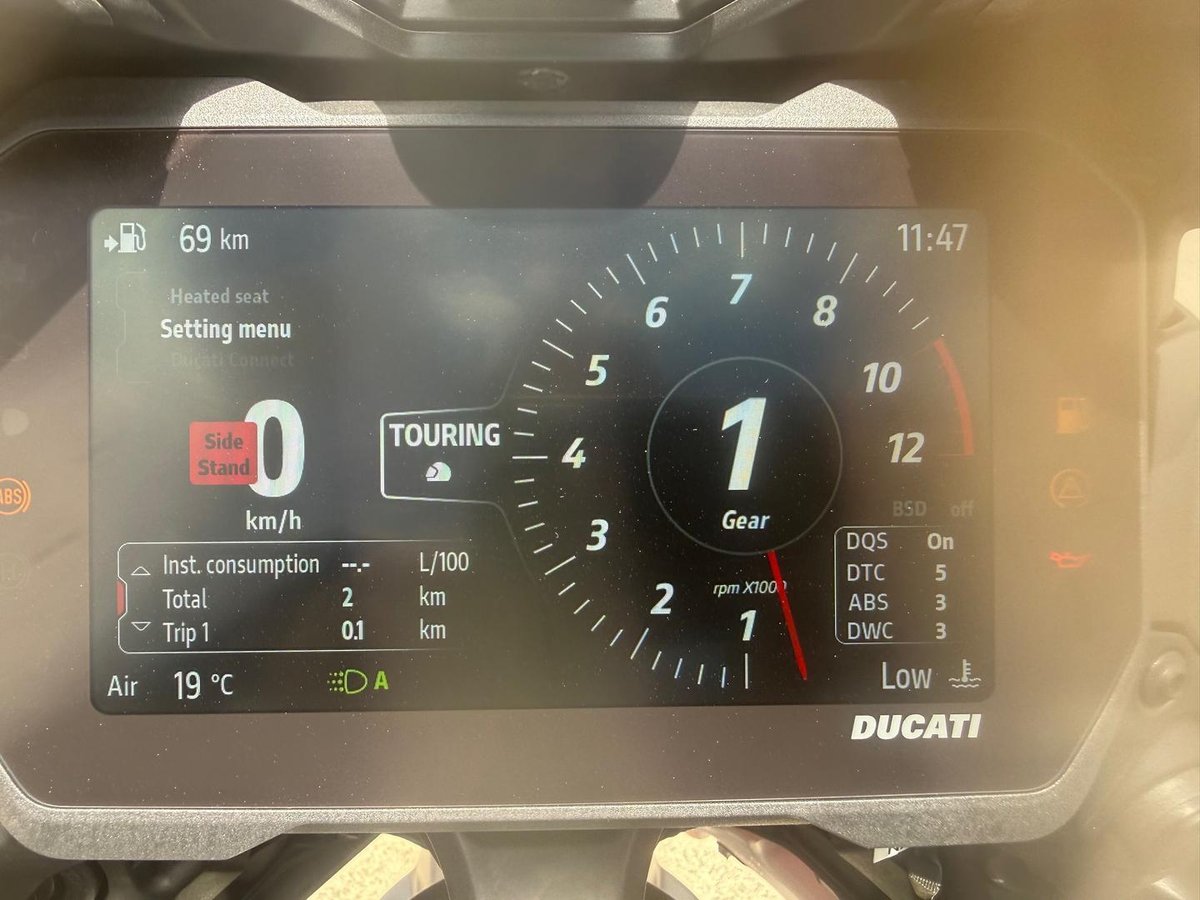 69 km
11:47
Heated seat
Setting menu
Ducati Connect
Side
Stand
0
km/h
TOURING
1
2
3
4
5
6
7
8
10
12
rpm X1000
1
Gear
BSD off
DQS On
DTC 5
ABS 3
DWC 3
Inst. consumption --.- L/100
Total 2 km
Trip 1 0.1 km
Air 19 °C
A
Low
DUCATI
ABS